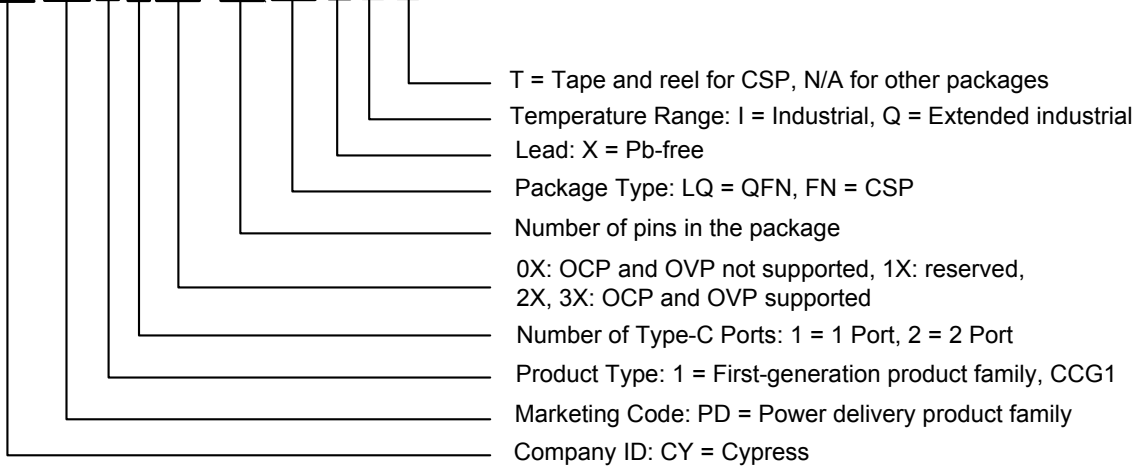 T = Tape and reel for CSP, N/A for other packages
Temperature Range: I = Industrial, Q = Extended industrial
Lead: X = Pb-free
Package Type: LQ = QFN, FN = CSP
Number of pins in the package
0X: OCP and OVP not supported, 1X: reserved,
2X, 3X: OCP and OVP supported
Number of Type-C Ports: 1 = 1 Port, 2 = 2 Port
Product Type: 1 = First-generation product family, CCG1
Marketing Code: PD = Power delivery product family
Company ID: CY = Cypress